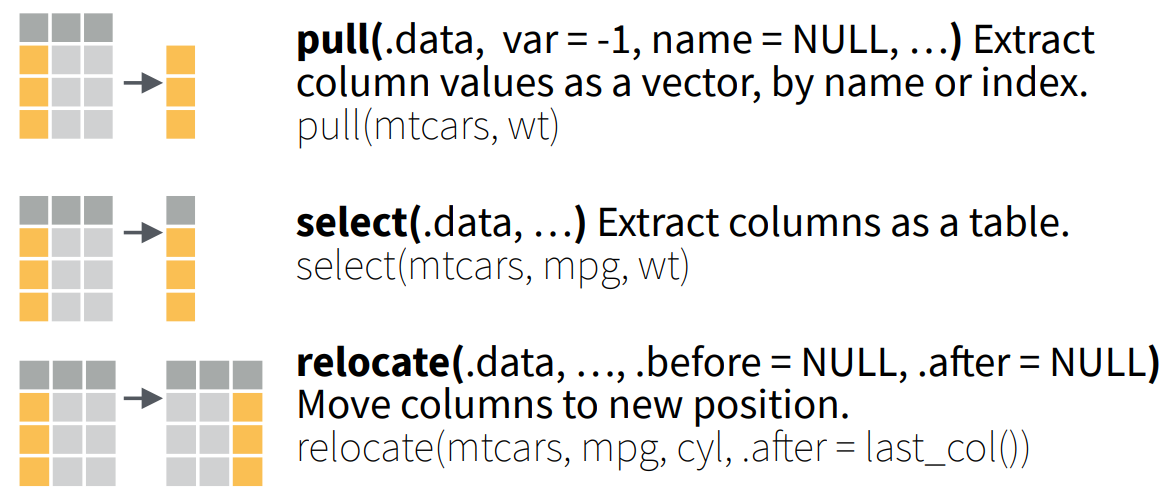 pull(.data, var = -1, name = NULL, …) Extract
column values as a vector, by name or index.
pull(mtcars, wt)
select(.data, …) Extract columns as a table.
select(mtcars, mpg, wt)
relocate(.data, …, .before = NULL, .after = NULL)
Move columns to new position.
relocate(mtcars, mpg, cyl, .after = last_col())